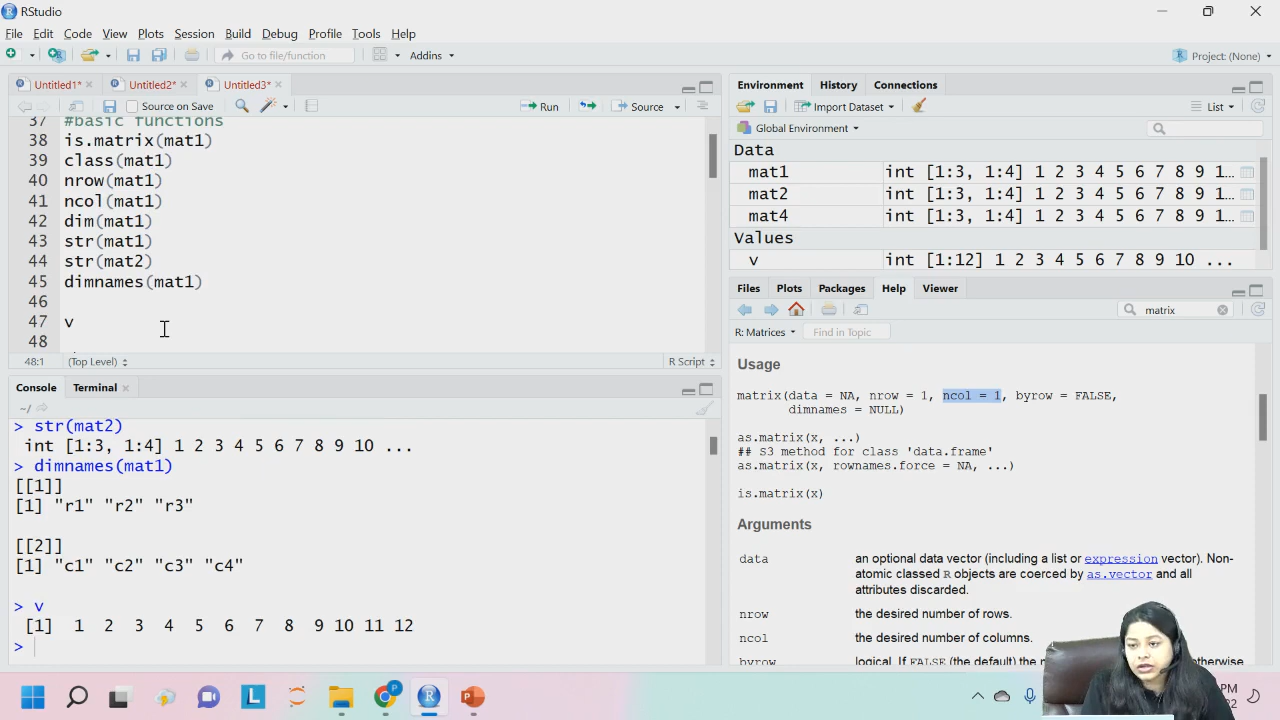 RStudio
File Edit Code View Plots Session Build Debug Profile Tools Help
Go to file/function Addins Project: (None)
Untitled1* Untitled2* Untitled3*
Source on Save Run Source
37 #basic functions
38 is.matrix(mat1)
39 class(mat1)
40 nrow(mat1)
41 ncol(mat1)
42 dim(mat1)
43 str(mat1)
44 str(mat2)
45 dimnames(mat1)
46
47 v
48
48:1 (Top Level) R Script
Console Terminal
~/
> str(mat2)
int [1:3, 1:4] 1 2 3 4 5 6 7 8 9 10 ...
> dimnames(mat1)
[[1]]
[1] "r1" "r2" "r3"
[[2]]
[1] "c1" "c2" "c3" "c4"
> v
[1] 1 2 3 4 5 6 7 8 9 10 11 12
>
Environment History Connections
Import Dataset List
Global Environment
Data
mat1 int [1:3, 1:4] 1 2 3 4 5 6 7 8 9 1…
mat2 int [1:3, 1:4] 1 2 3 4 5 6 7 8 9 1…
mat4 int [1:3, 1:4] 1 2 3 4 5 6 7 8 9 1…
Values
v int [1:12] 1 2 3 4 5 6 7 8 9 10 ...
Files Plots Packages Help Viewer
matrix
R: Matrices Find in Topic
Usage
matrix(data = NA, nrow = 1, ncol = 1, byrow = FALSE,
dimnames = NULL)
as.matrix(x, ...)
## S3 method for class 'data.frame'
as.matrix(x, rownames.force = NA, ...)
is.matrix(x)
Arguments
data an optional data vector (including a list or expression vector). Non-
atomic classed R objects are coerced by as.vector and all
attributes discarded.
nrow the desired number of rows.
ncol the desired number of columns.
byrow logical. If FALSE (the default) the